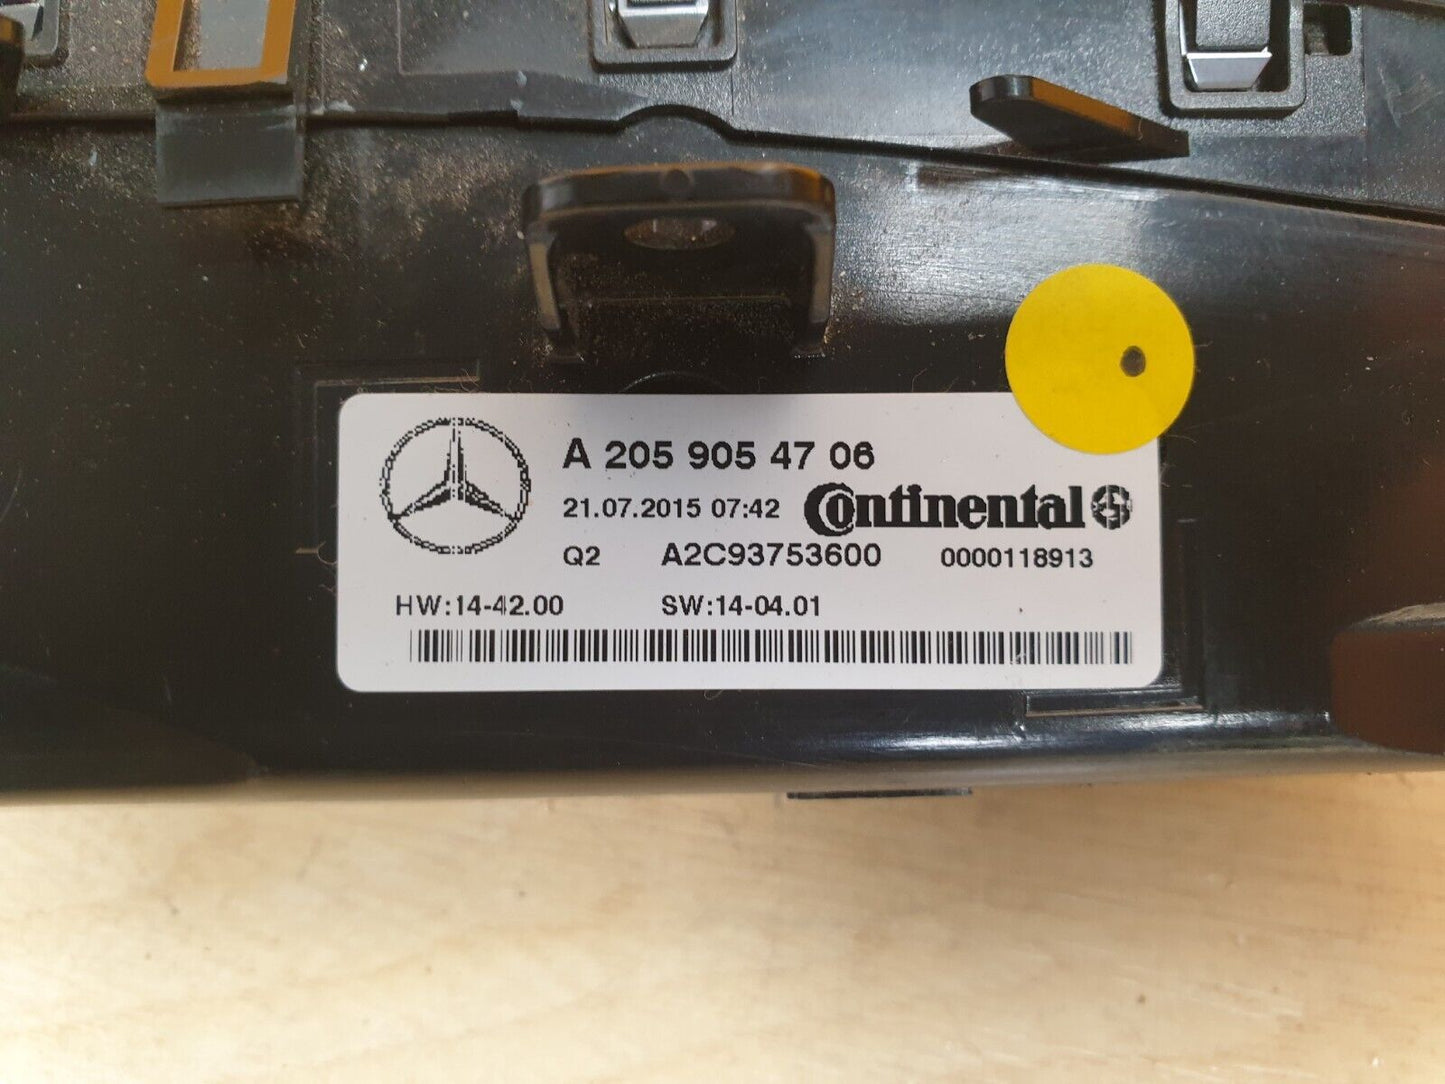 A 205 905 47 06
21.07.2015 07:42 Continental
Q2 A2C93753600 0000118913
HW:14-42.00 SW:14-04.01